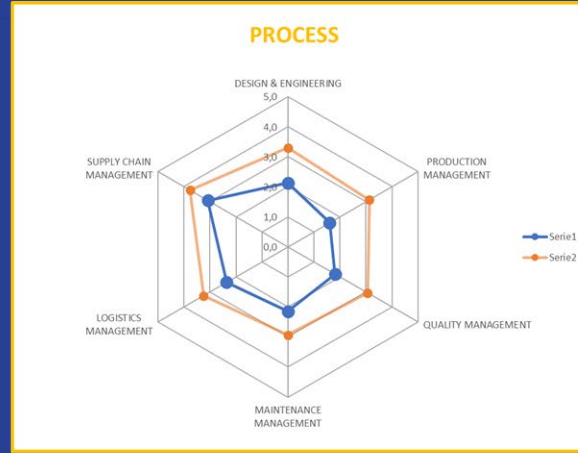 PROCESS
DESIGN & ENGINEERING
5,0
4,0
3,0
2,0
1,0
0,0
SUPPLY CHAIN
MANAGEMENT
PRODUCTION
MANAGEMENT
Serie1
Serie2
LOGISTICS
MANAGEMENT
QUALITY MANAGEMENT
MAINTENANCE
MANAGEMENT